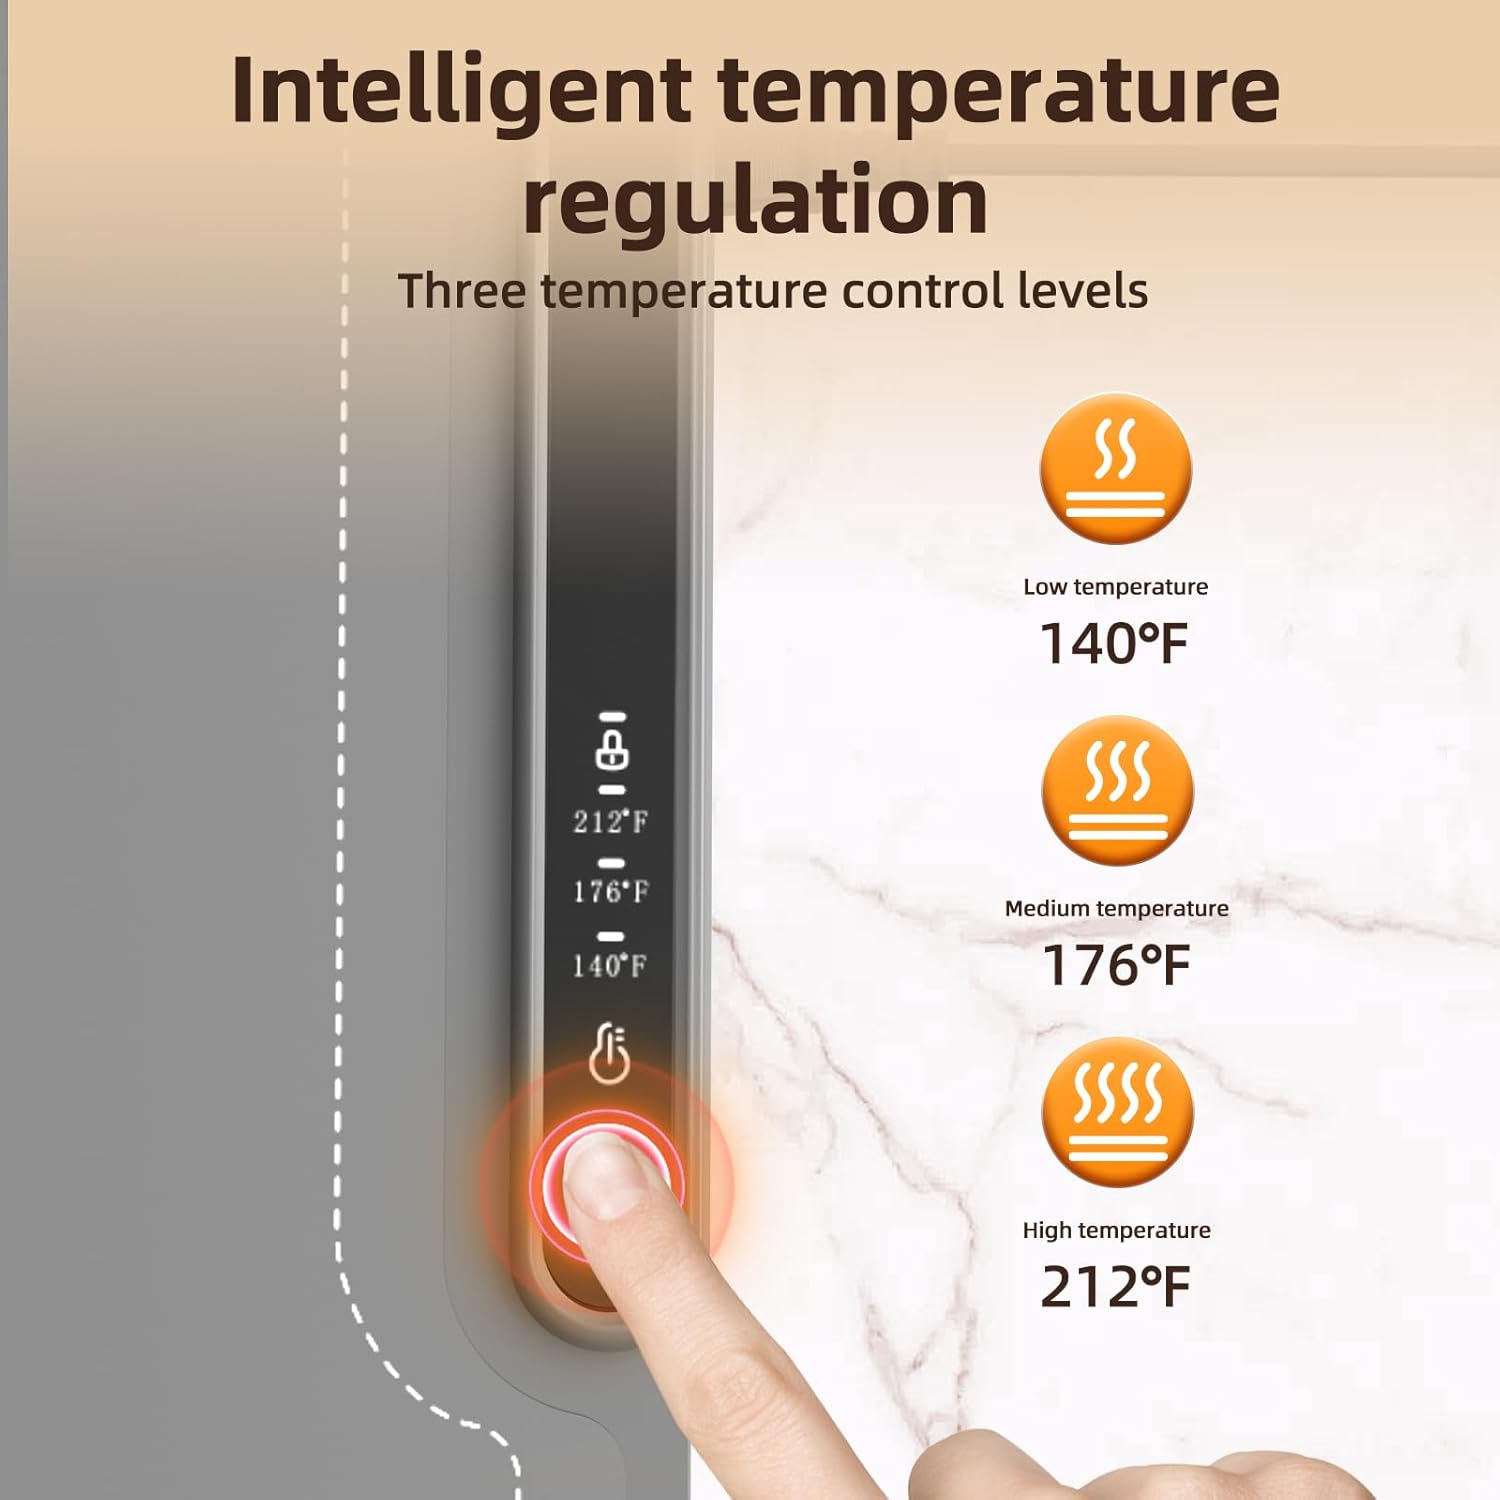 Intelligent temperature
regulation
Three temperature control levels
Low temperature
140°F
Medium temperature
176°F
High temperature
212°F
212°F
176°F
140°F